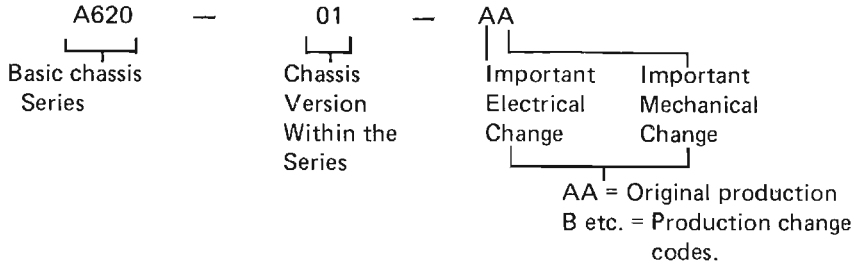 A620 — 01 — AA
Basic chassis
Series
Chassis
Version
Within the
Series
Important
Electrical
Change
Important
Mechanical
Change
AA = Original production
B etc. = Production change
codes.